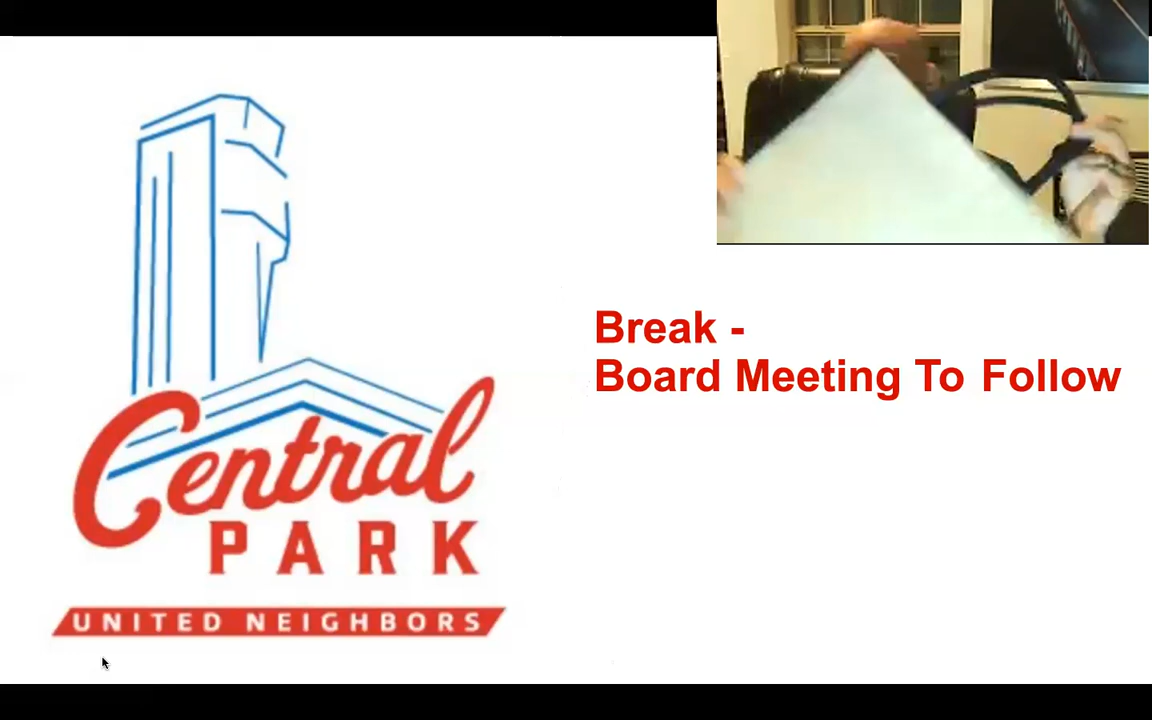 Break -
Board Meeting To Follow
Central
PARK
UNITED NEIGHBORS